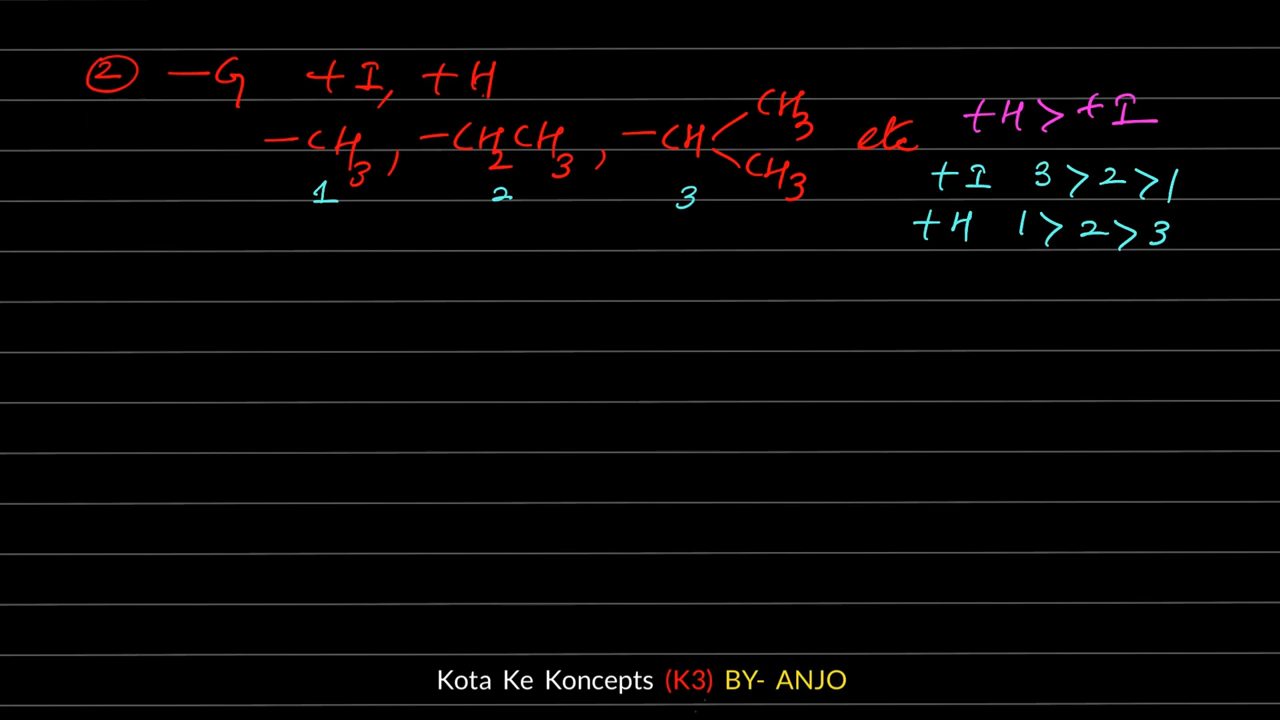 ② —G +I, +H
—CH₃, —CH₂CH₃, —CH<CH₃ CH₃ etc +H > +I
1 2 3 +I 3 > 2 > 1
+H 1 > 2 > 3
Kota Ke Koncepts (K3) BY- ANJO